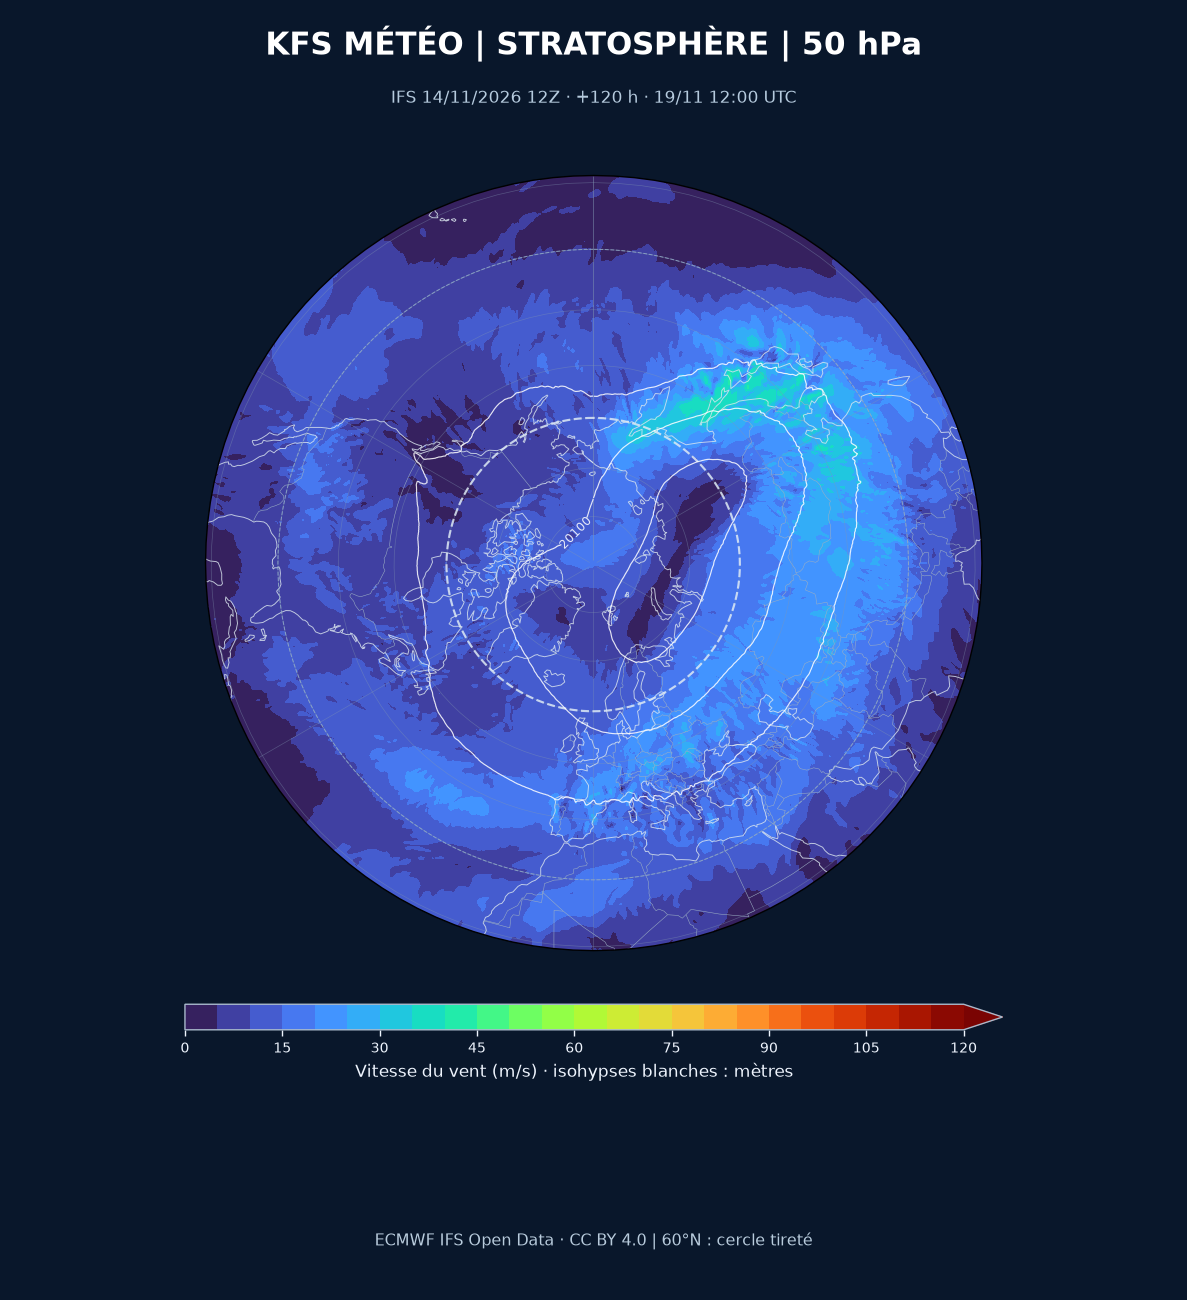 KFS MÉTÉO | STRATOSPHÈRE | 50 hPa
IFS 14/11/2026 12Z · +120 h · 19/11 12:00 UTC
20100
0 15 30 45 60 75 90 105 120
Vitesse du vent (m/s) · isohypses blanches : mètres
ECMWF IFS Open Data · CC BY 4.0 | 60°N : cercle tireté